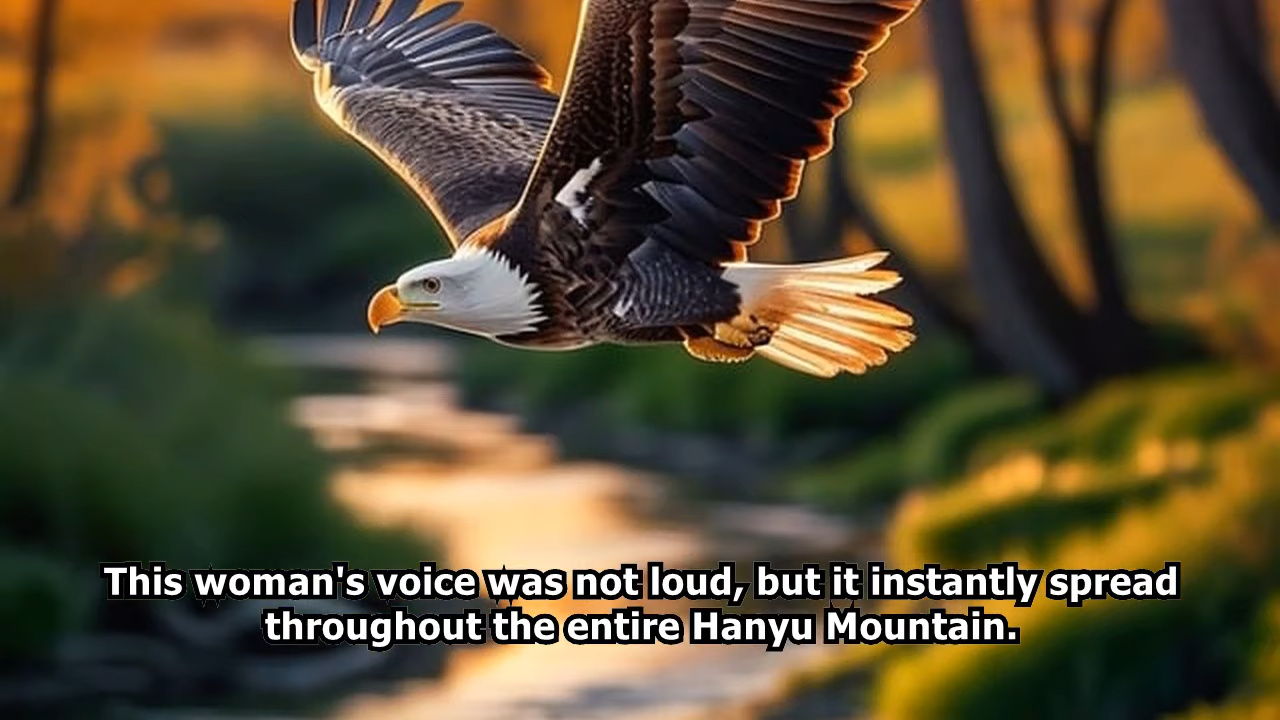 This woman's voice was not loud, but it instantly spread
throughout the entire Hanyu Mountain.